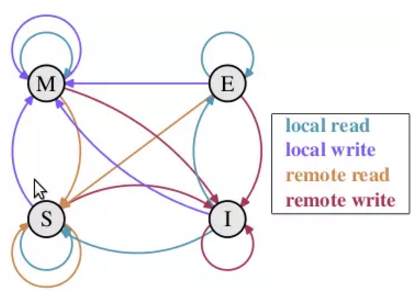 M
E
local read
local write
remote read
remote write
S
I